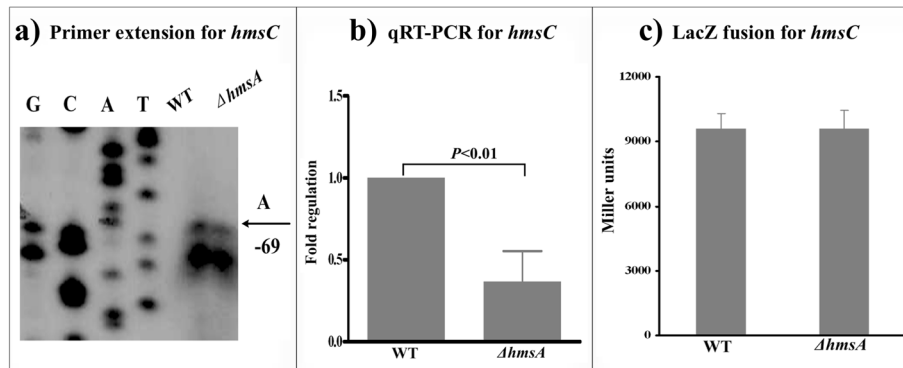 a) Primer extension for hmsC
G C A T WT ΔhmsA
A
-69
b) qRT-PCR for hmsC
Fold regulation
1.5
1.0
0.5
0.0
P<0.01
WT ΔhmsA
c) LacZ fusion for hmsC
Miller units
12000
9000
6000
3000
0
WT ΔhmsA